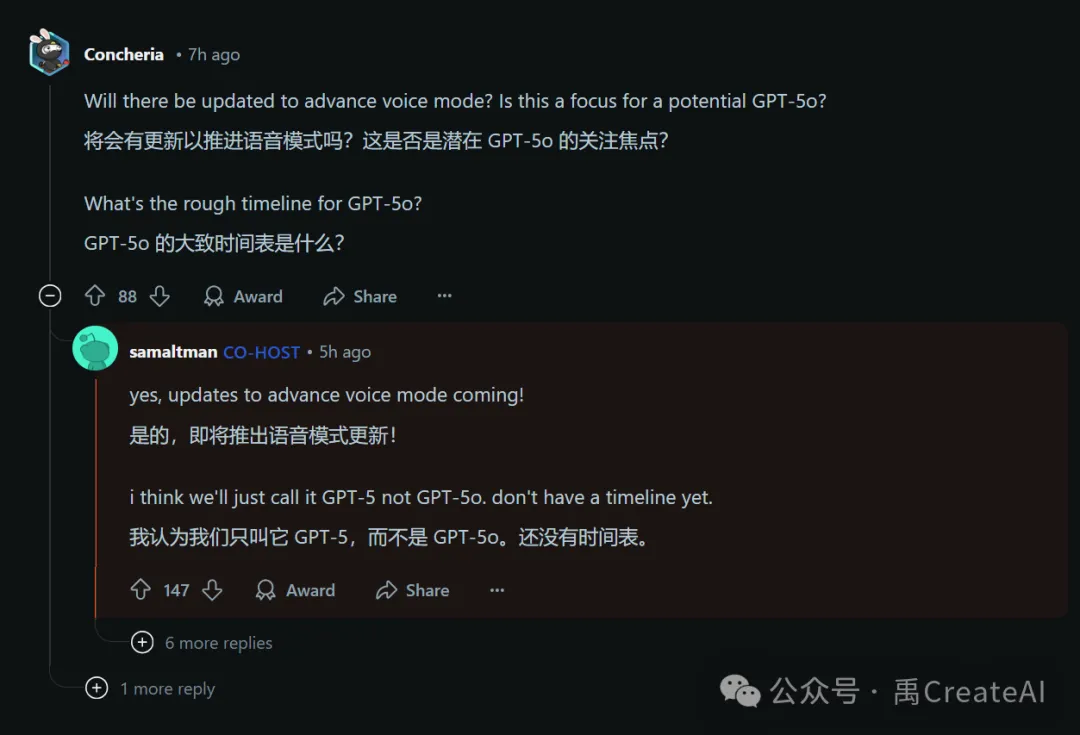 Concheria • 7h ago
Will there be updated to advance voice mode? Is this a focus for a potential GPT-5o?
将会有更新以推进语音模式吗？这是否是潜在 GPT-5o 的关注焦点？
What's the rough timeline for GPT-5o?
GPT-5o 的大致时间表是什么？
88 Award Share ···
samaltman CO-HOST • 5h ago
yes, updates to advance voice mode coming!
是的，即将推出语音模式更新！
i think we'll just call it GPT-5 not GPT-5o. don't have a timeline yet.
我认为我们只叫它 GPT-5，而不是 GPT-5o。还没有时间表。
147 Award Share ···
6 more replies
1 more reply
公众号 · 禹CreateAI